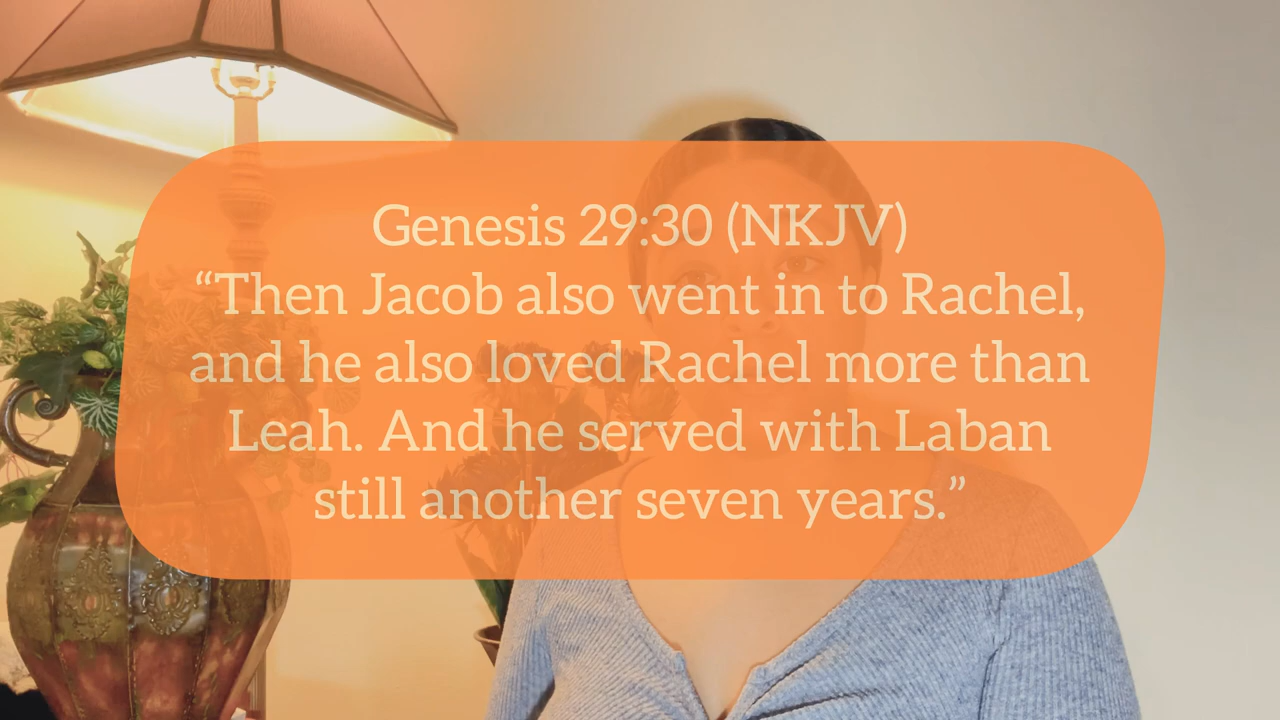 Genesis 29:30 (NKJV)
“Then Jacob also went in to Rachel,
and he also loved Rachel more than
Leah. And he served with Laban
still another seven years.”